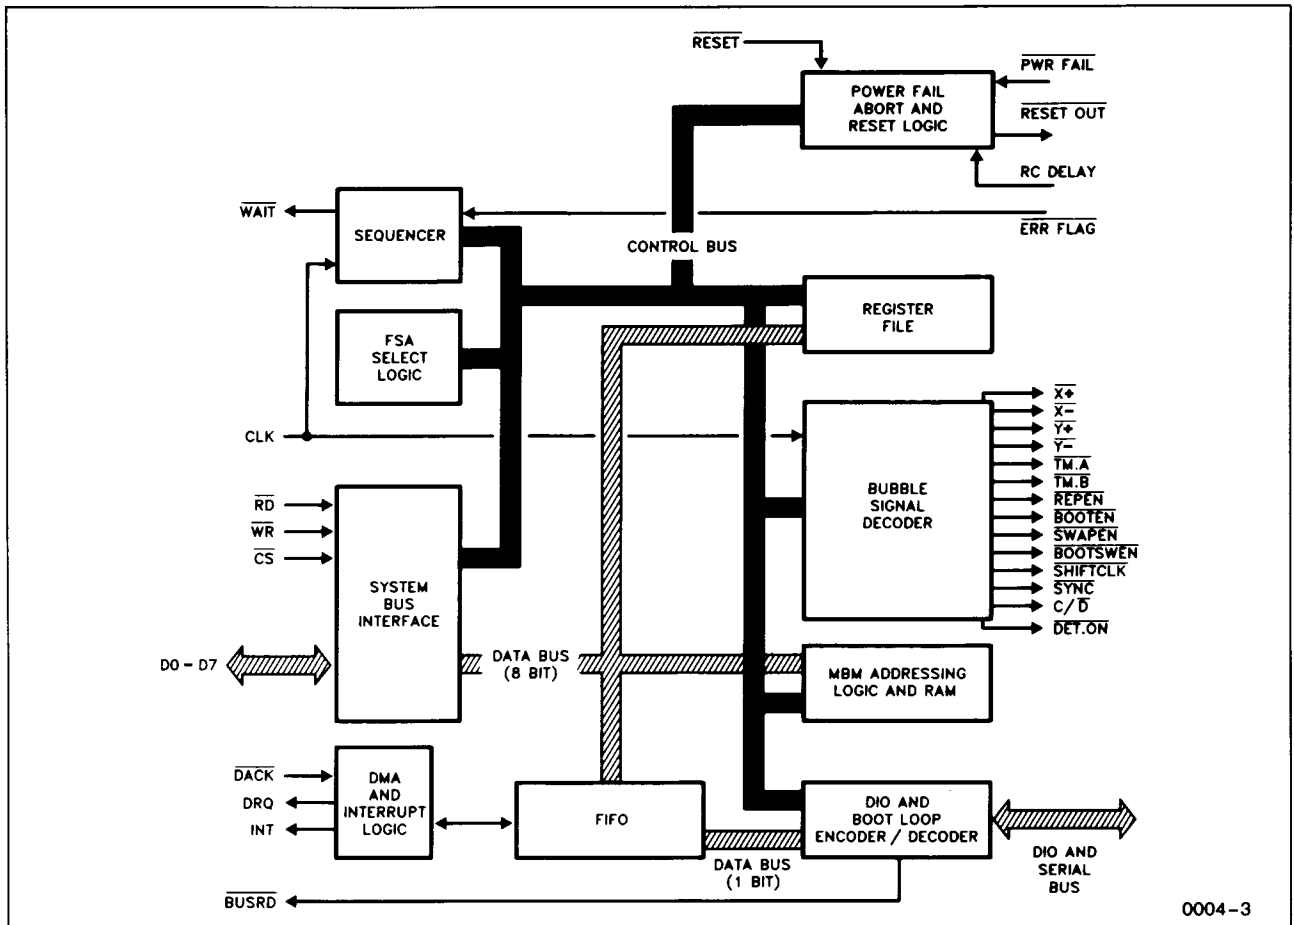 RESET
POWER FAIL
ABORT AND
RESET LOGIC
PWR FAIL
RESET OUT
RC DELAY
WAIT
SEQUENCER
ERR FLAG
CONTROL BUS
REGISTER
FILE
FSA
SELECT
LOGIC
CLK
X+
X-
Y+
Y-
TM.A
TM.B
REPEN
BOOTEN
SWAPEN
BOOTSWEN
SHIFTCLK
SYNC
C/D
DET.ON
BUBBLE
SIGNAL
DECODER
RD
WR
CS
SYSTEM
BUS
INTERFACE
D0-D7
DATA BUS
(8 BIT)
MBM ADDRESSING
LOGIC AND RAM
DACK
DRQ
INT
DMA
AND
INTERRUPT
LOGIC
FIFO
DIO AND
BOOT LOOP
ENCODER / DECODER
DATA BUS
(1 BIT)
DIO AND
SERIAL
BUS
BUSRD
0004-3